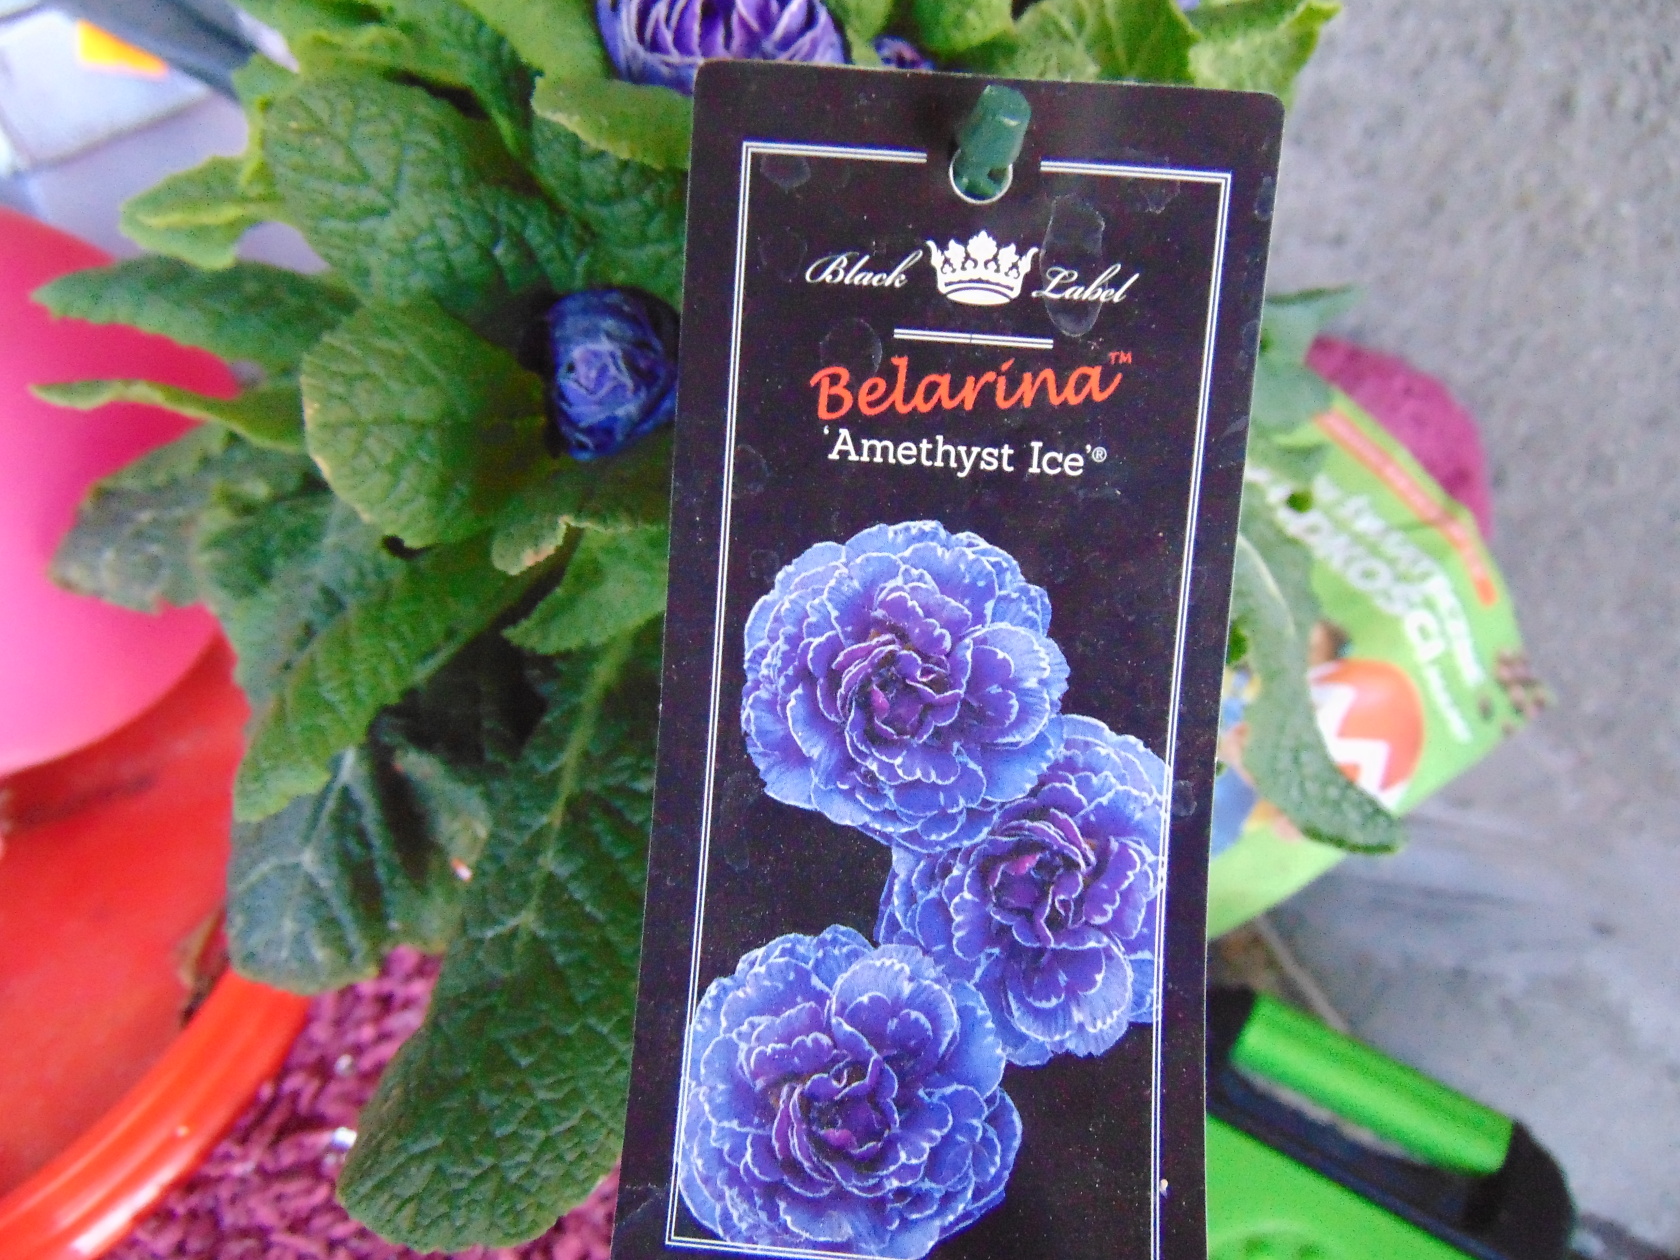 Black Label
Belarina™
'Amethyst Ice'®